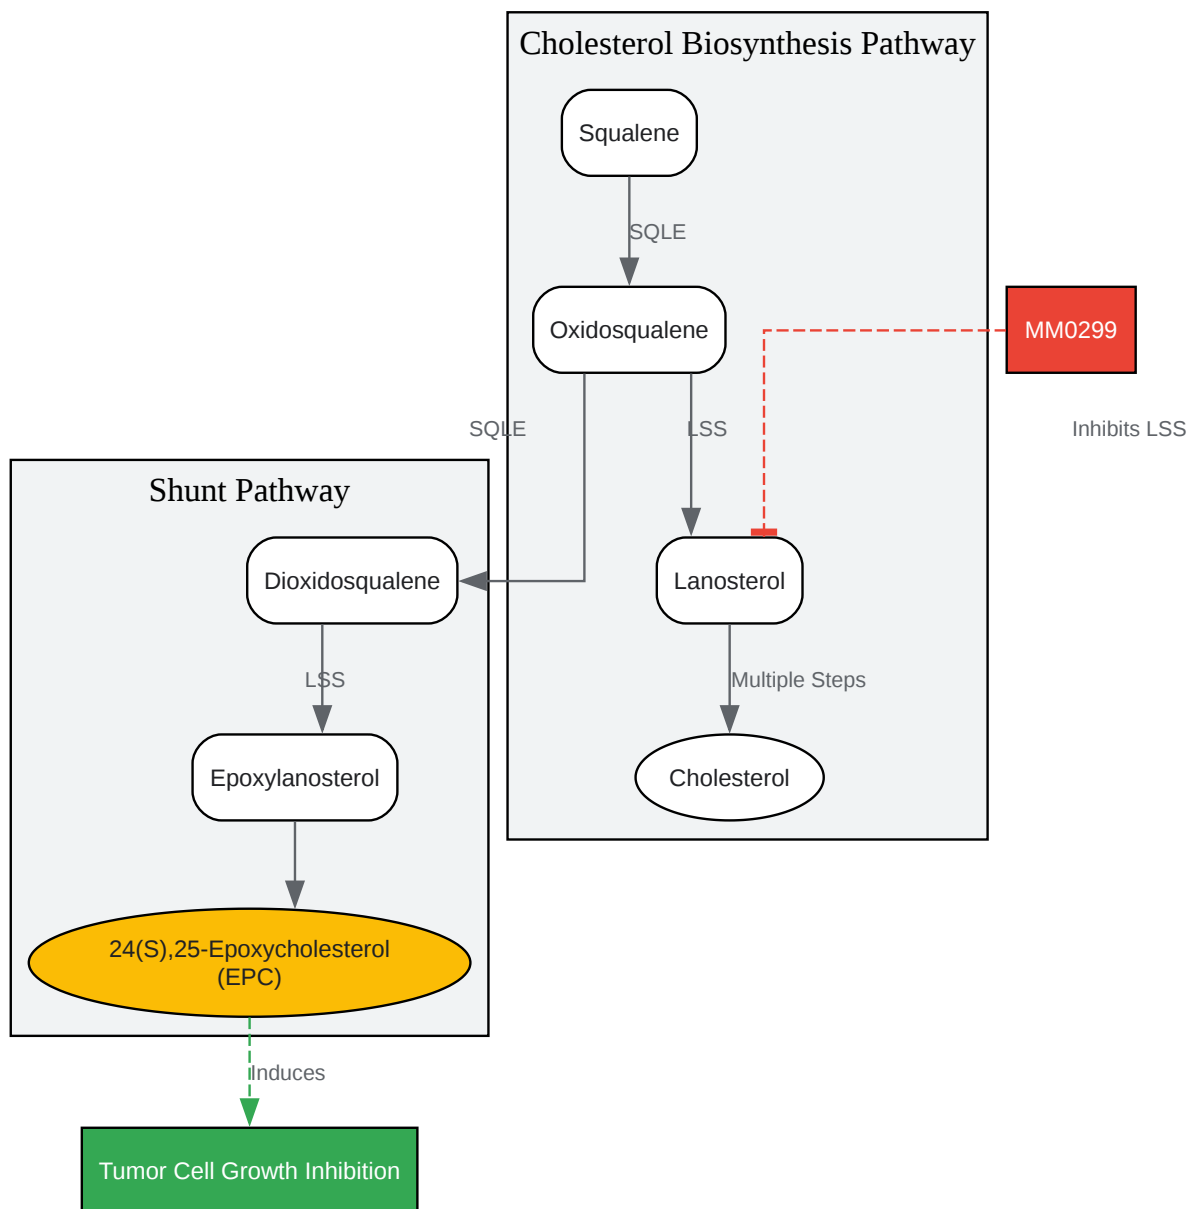 Cholesterol Biosynthesis Pathway
Squalene
SQLE
Oxidosqualene
MM0299
SQLE
LSS
Inhibits LSS
Shunt Pathway
Dioxidosqualene
Lanosterol
LSS
Multiple Steps
Epoxylanosterol
Cholesterol
24(S),25-Epoxycholesterol
(EPC)
Induces
Tumor Cell Growth Inhibition